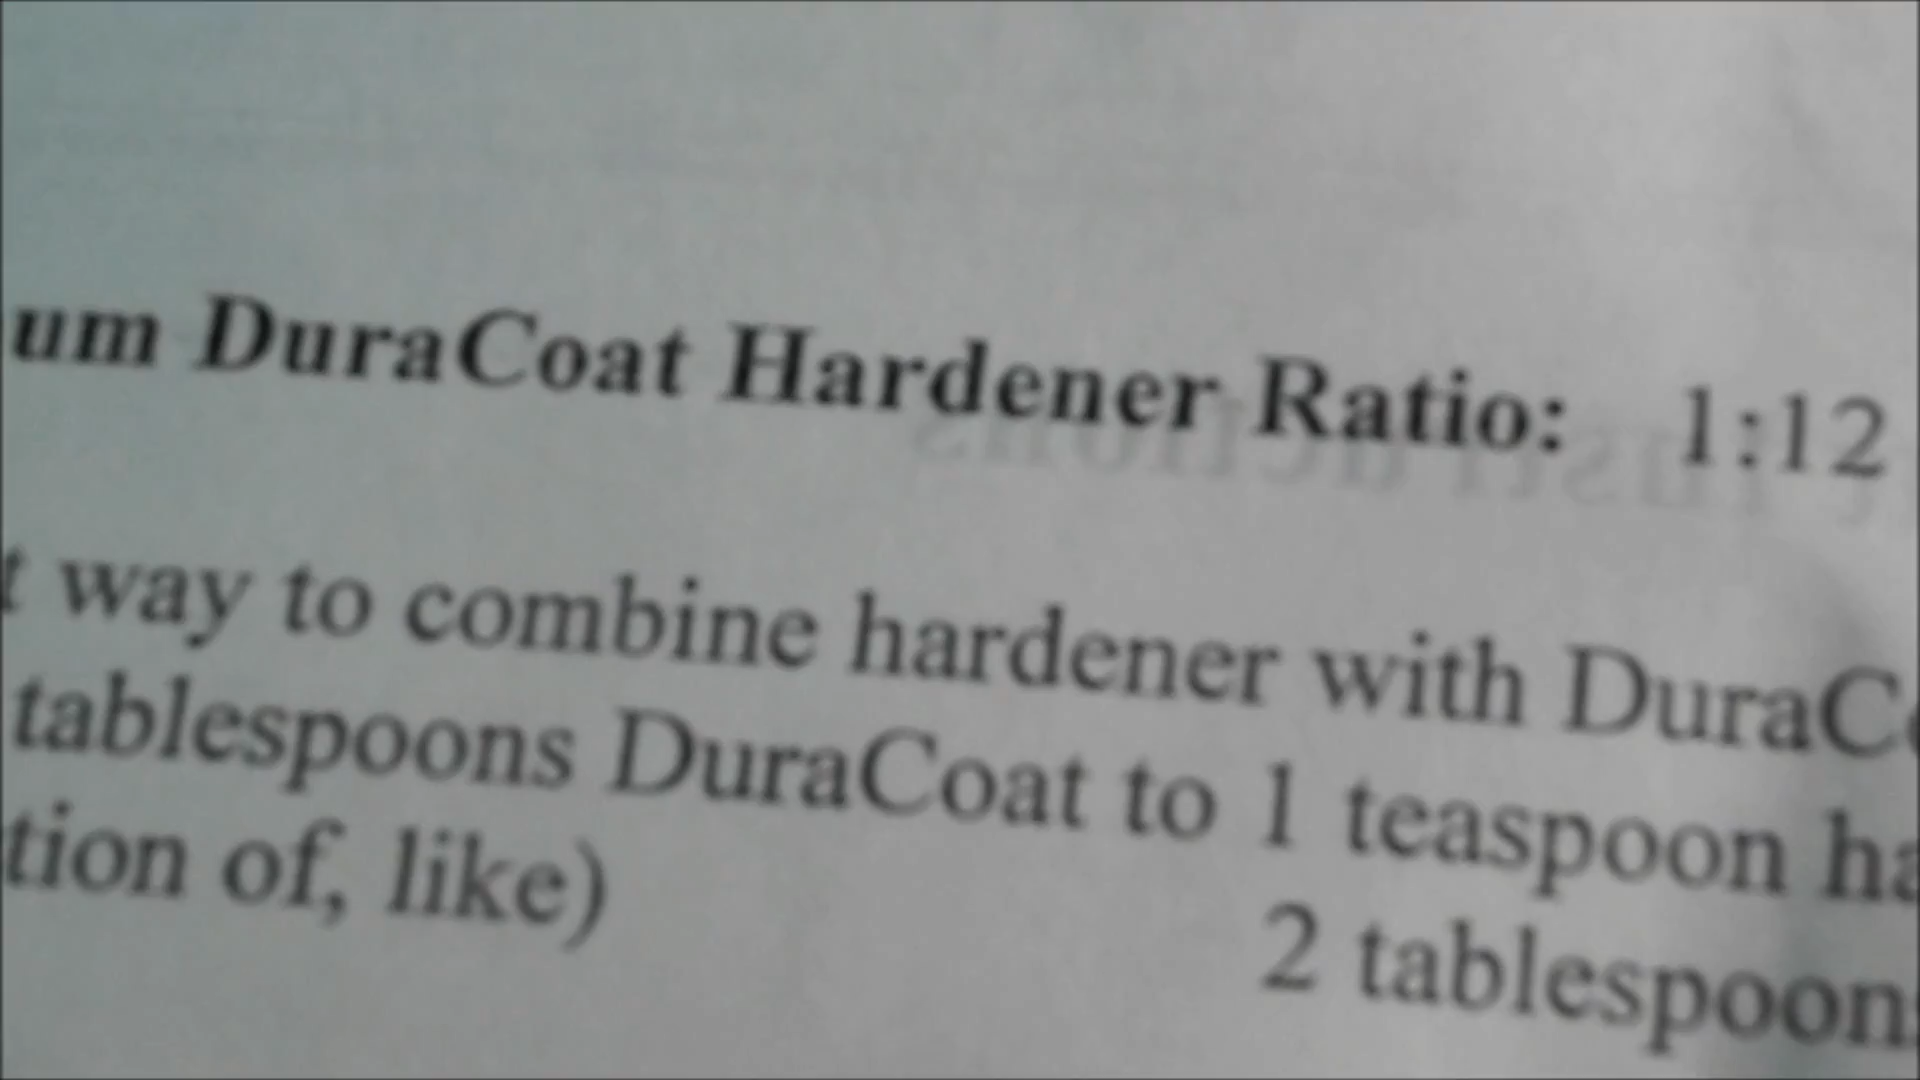 um DuraCoat Hardener Ratio: 1:12
t way to combine hardener with DuraC
tablespoons DuraCoat to 1 teaspoon ha
tion of, like)
2 tablespoons